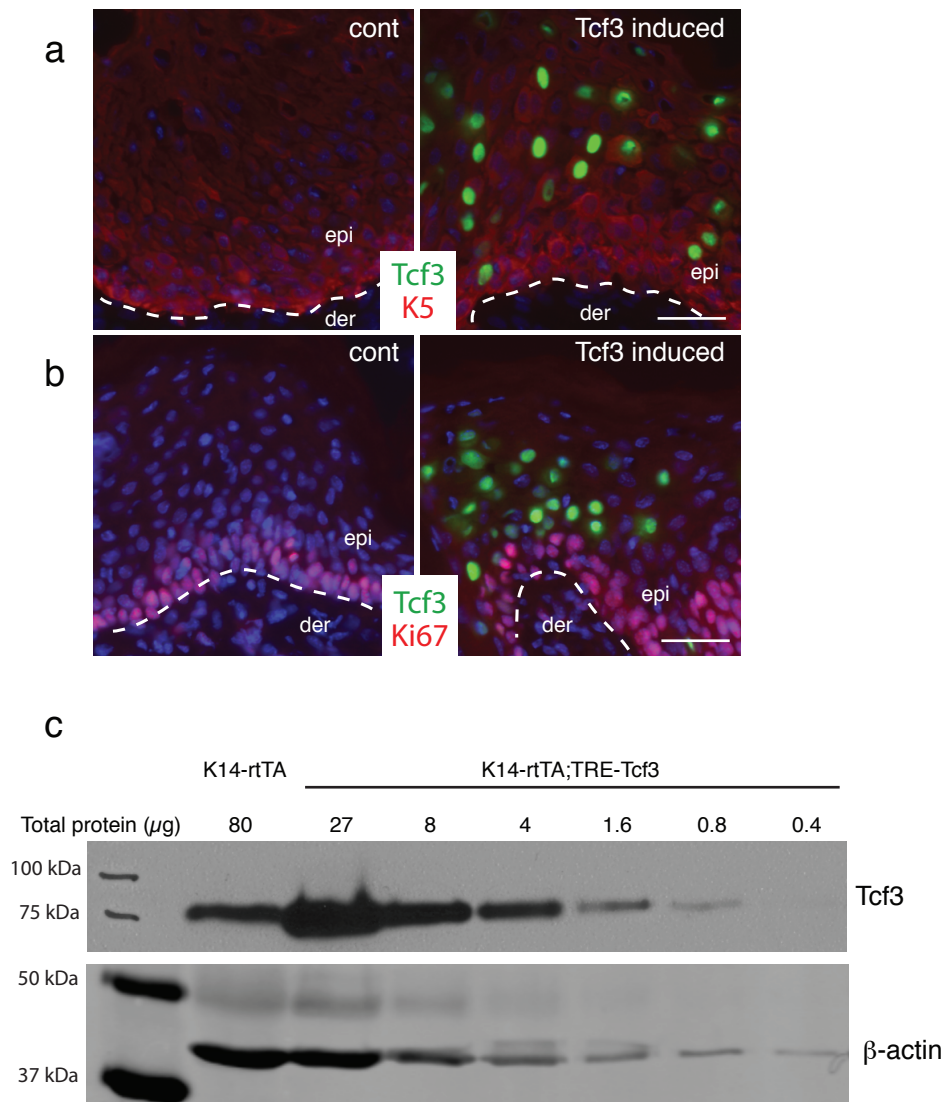 a
cont
Tcf3 induced
epi
epi
Tcf3
K5
der
der
b
cont
Tcf3 induced
epi
epi
Tcf3
Ki67
der
der
c
K14-rtTA
K14-rtTA;TRE-Tcf3
Total protein (µg) 80 27 8 4 1.6 0.8 0.4
100 kDa
75 kDa
Tcf3
50 kDa
37 kDa
β-actin